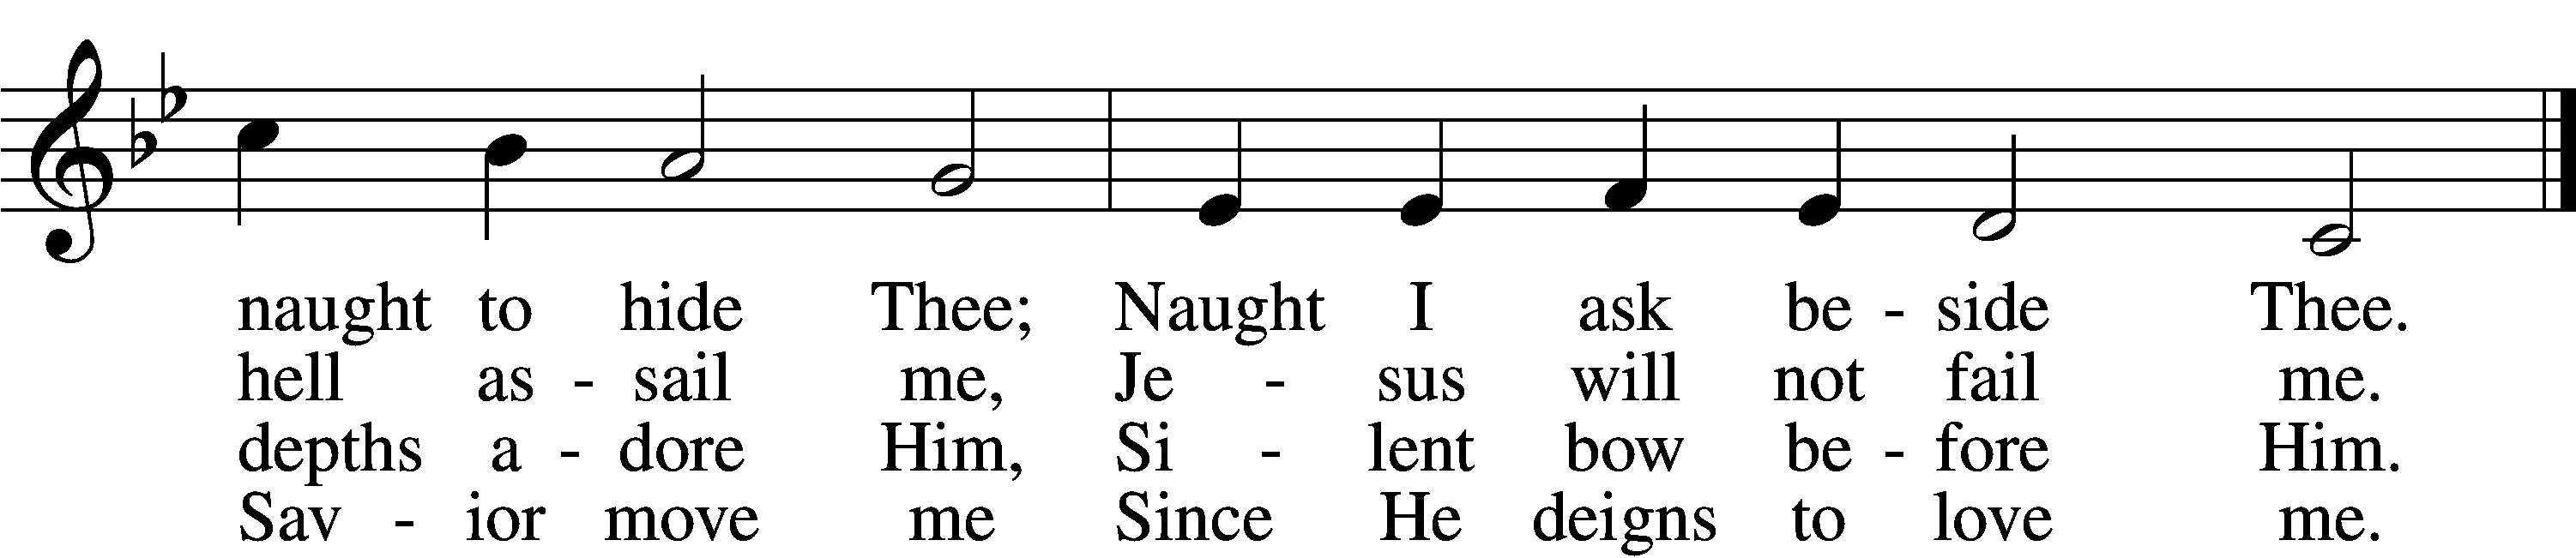 naught to hide Thee; Naught I ask be - side Thee.
hell as - sail me, Je - sus will not fail me.
depths a - dore Him, Si - lent bow be - fore Him.
Sav - ior move me Since He deigns to love me.